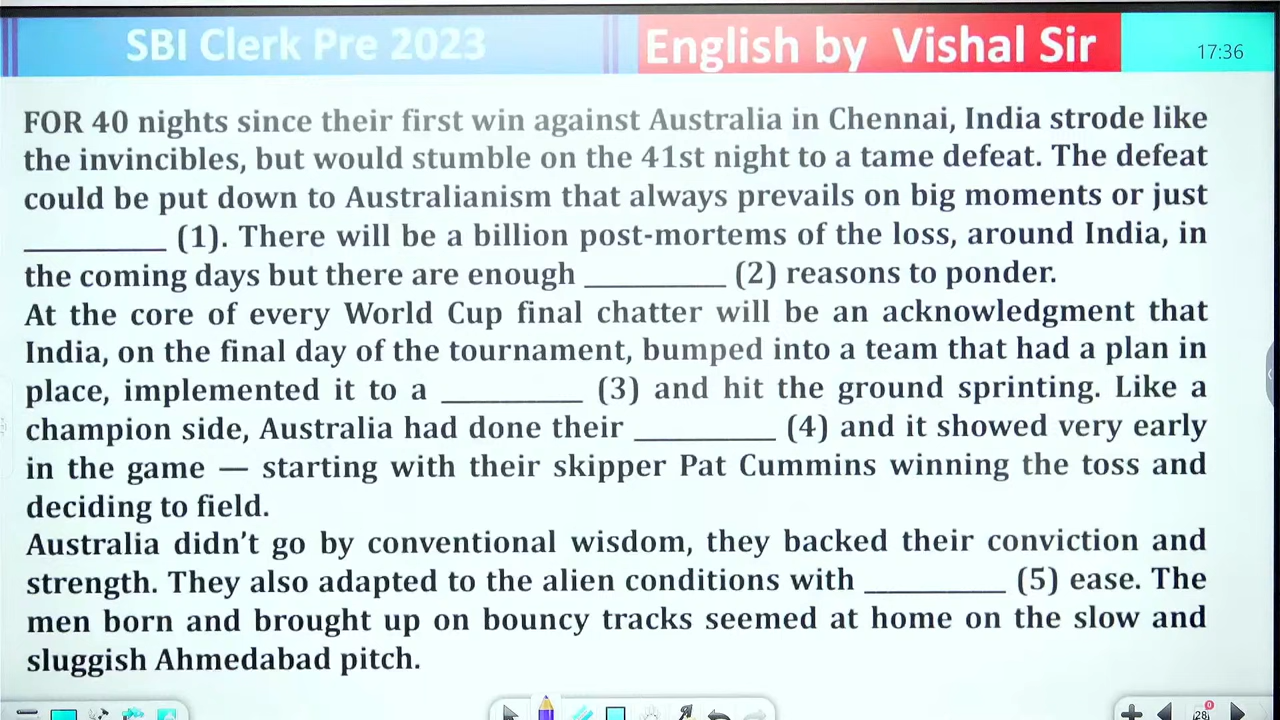 SBI Clerk Pre 2023
English by Vishal Sir
17:36
FOR 40 nights since their first win against Australia in Chennai, India strode like
the invincibles, but would stumble on the 41st night to a tame defeat. The defeat
could be put down to Australianism that always prevails on big moments or just
__________ (1). There will be a billion post-mortems of the loss, around India, in
the coming days but there are enough __________ (2) reasons to ponder.
At the core of every World Cup final chatter will be an acknowledgment that
India, on the final day of the tournament, bumped into a team that had a plan in
place, implemented it to a __________ (3) and hit the ground sprinting. Like a
champion side, Australia had done their __________ (4) and it showed very early
in the game — starting with their skipper Pat Cummins winning the toss and
deciding to field.
Australia didn’t go by conventional wisdom, they backed their conviction and
strength. They also adapted to the alien conditions with __________ (5) ease. The
men born and brought up on bouncy tracks seemed at home on the slow and
sluggish Ahmedabad pitch.
28
0